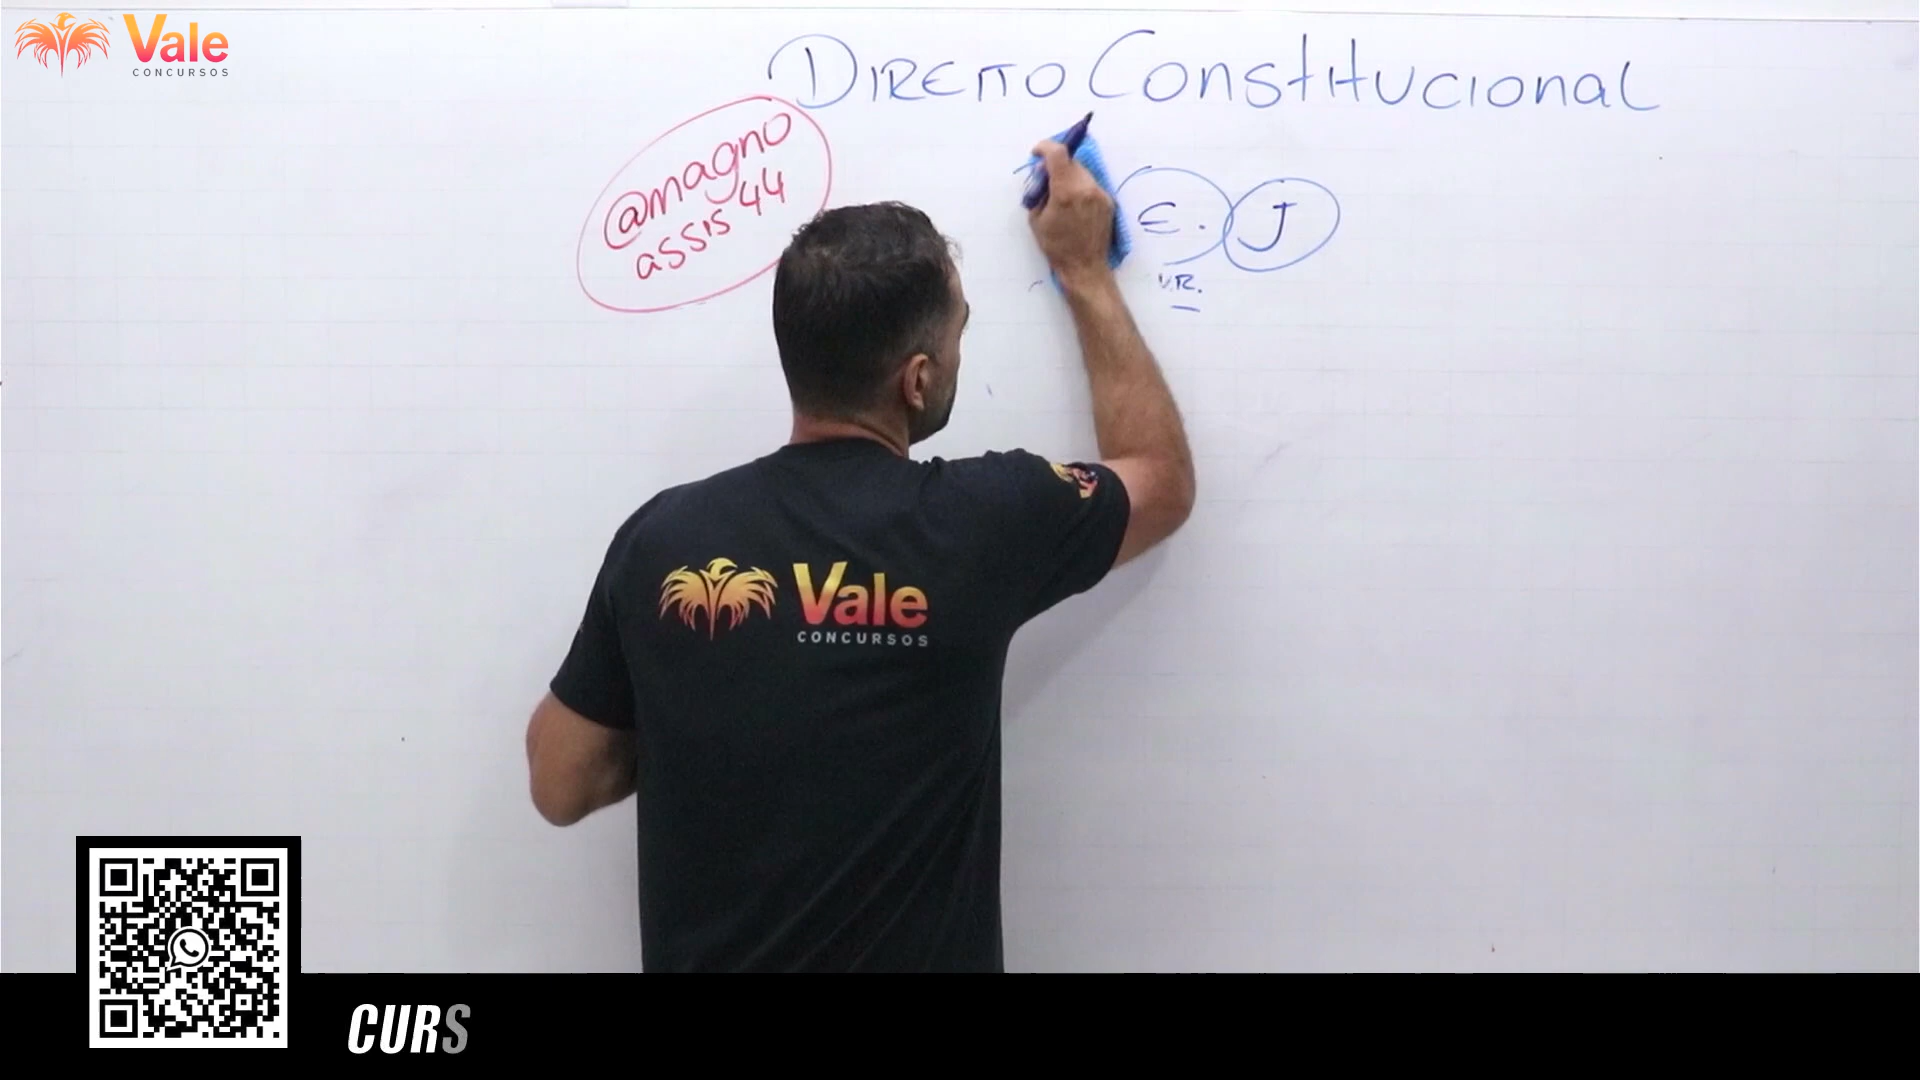 Vale
CONCURSOS
DIREITO Constitucional
@magno
assis 44
E. J
V.R.
Vale
CONCURSOS
CURS